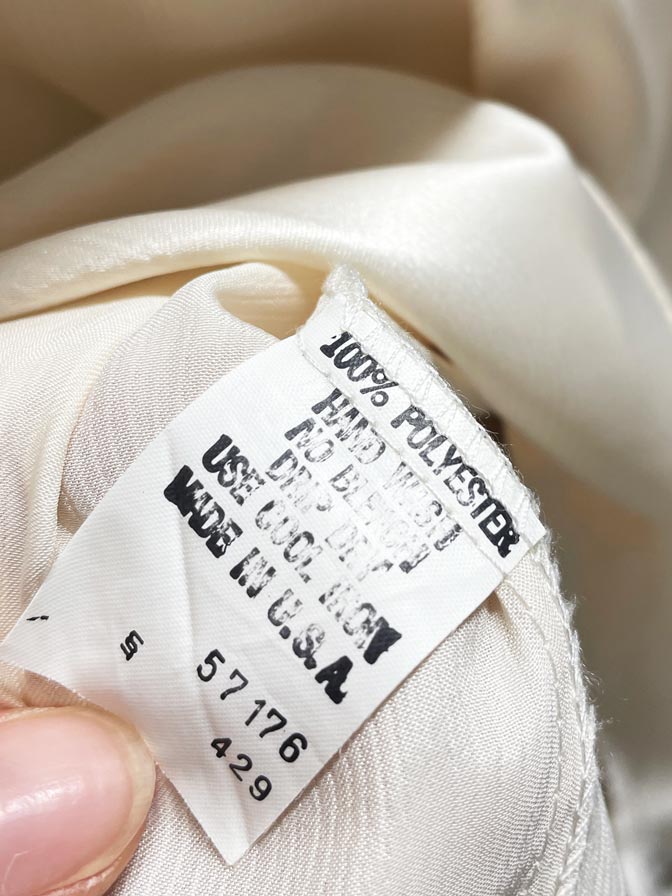 100% POLYESTER
HAND WASH
NO BLEACH
DRIP DRY
USE COOL IRON
MADE IN U.S.A.
57176
429